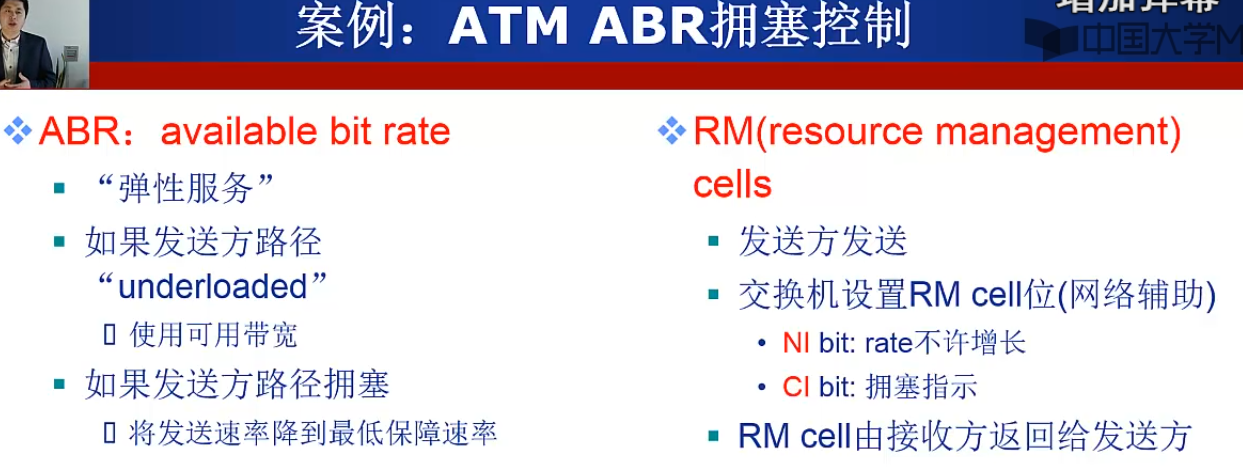 案例：ATM ABR拥塞控制
增加弹幕
中国大学M
ABR：available bit rate
“弹性服务”
如果发送方路径
“underloaded”
使用可用带宽
如果发送方路径拥塞
将发送速率降到最低保障速率
RM(resource management)
cells
发送方发送
交换机设置RM cell位(网络辅助)
NI bit: rate不许增长
CI bit: 拥塞指示
RM cell由接收方返回给发送方